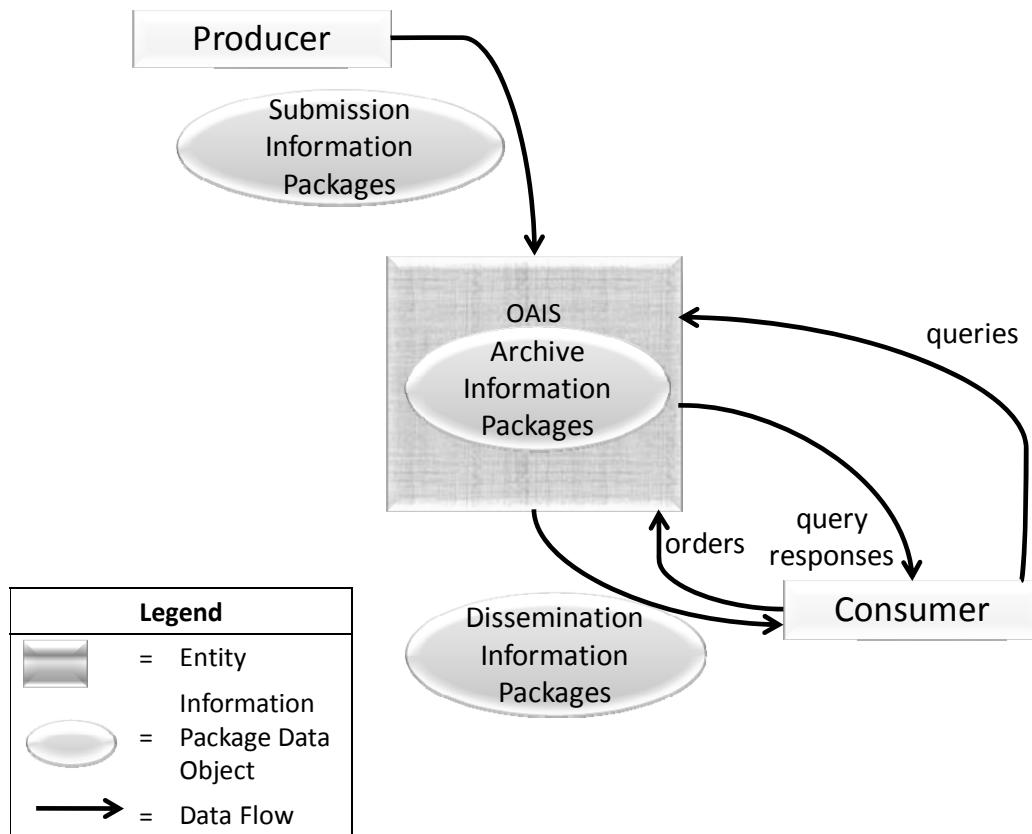 Producer
Submission
Information
Packages
OAIS
Archive
Information
Packages
queries
query
responses
orders
Consumer
Dissemination
Information
Packages
Legend
= Entity
Information
= Package Data
Object
= Data Flow